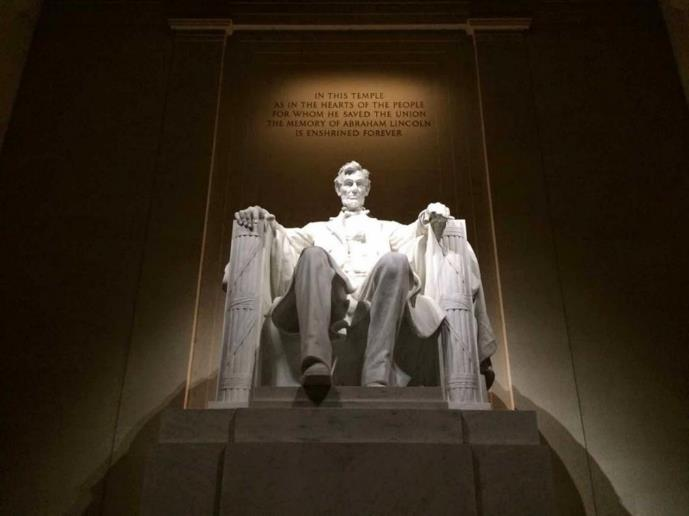 IN THIS TEMPLE
AS IN THE HEARTS OF THE PEOPLE
FOR WHOM HE SAVED THE UNION
THE MEMORY OF ABRAHAM LINCOLN
IS ENSHRINED FOREVER